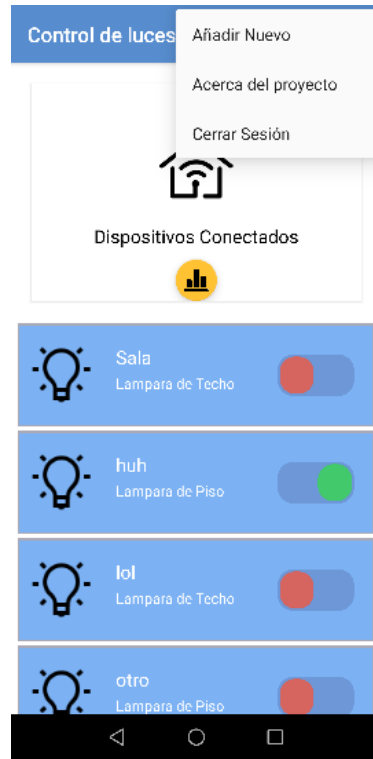 Control de luces
Añadir Nuevo
Acerca del proyecto
Cerrar Sesión
Dispositivos Conectados
Sala
Lampara de Techo
huh
Lampara de Piso
lol
Lampara de Techo
otro
Lampara de Piso